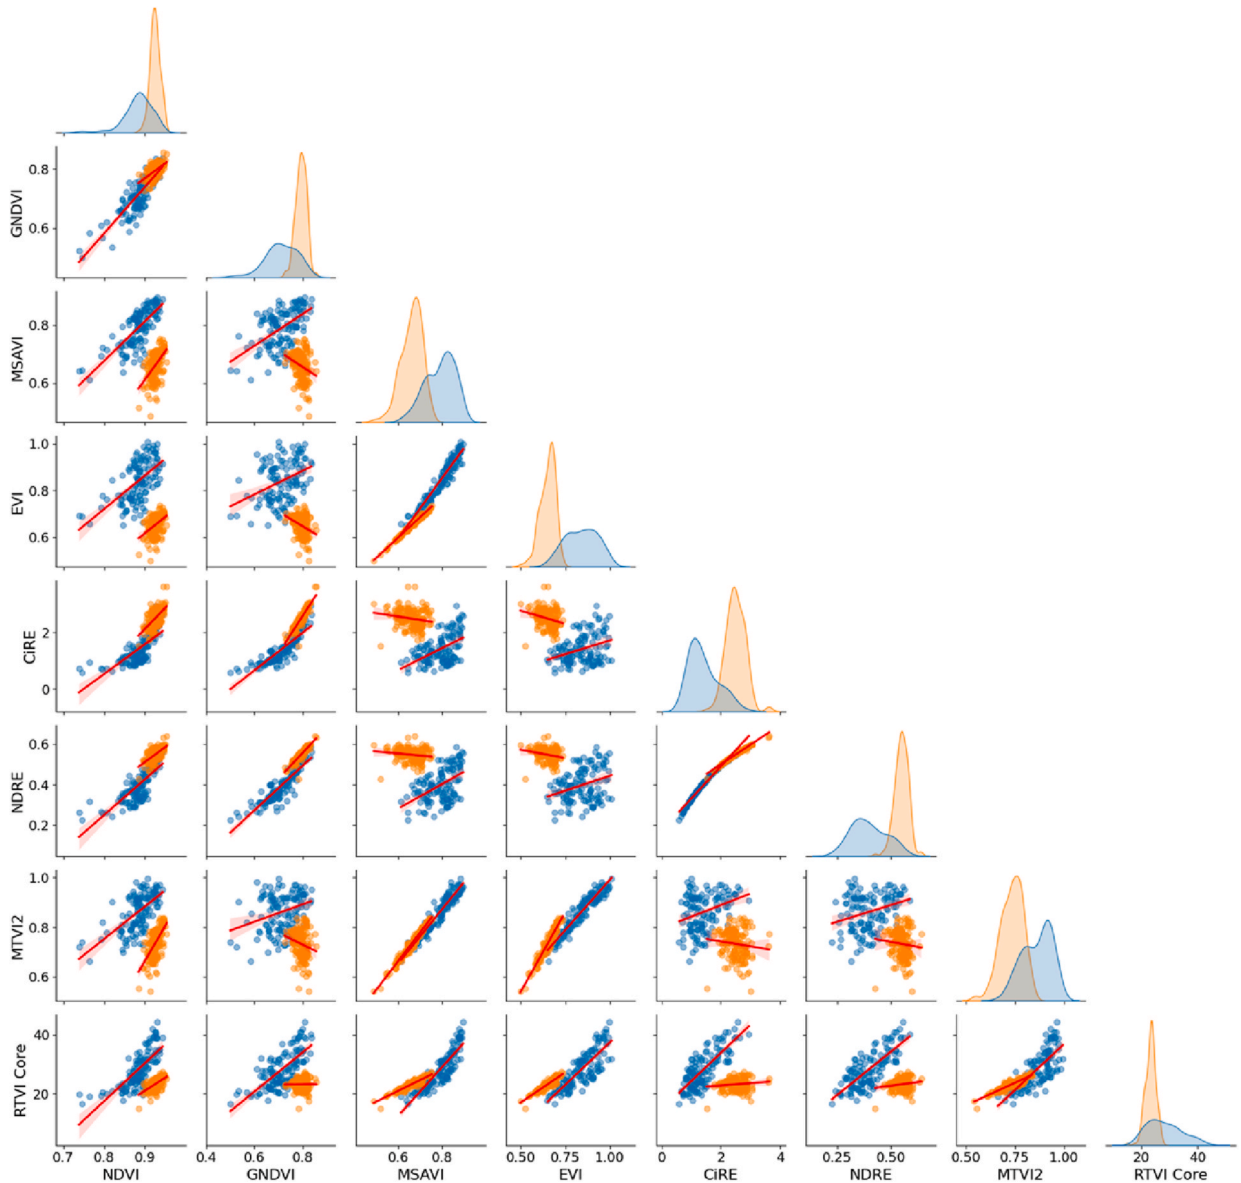 GNDVI
0.8
0.6
MSAVI
0.8
0.6
EVI
1.0
0.8
0.6
CiRE
2
0
NDRE
0.6
0.4
0.2
MTVI2
1.0
0.8
0.6
RTVI Core
40
20
0.7 0.8 0.9 0.4 0.6 0.8 0.6 0.8 0.50 0.75 1.00 0 2 4 0.25 0.50 0.50 0.75 1.00 20 40
NDVI GNDVI MSAVI EVI CiRE NDRE MTVI2 RTVI Core